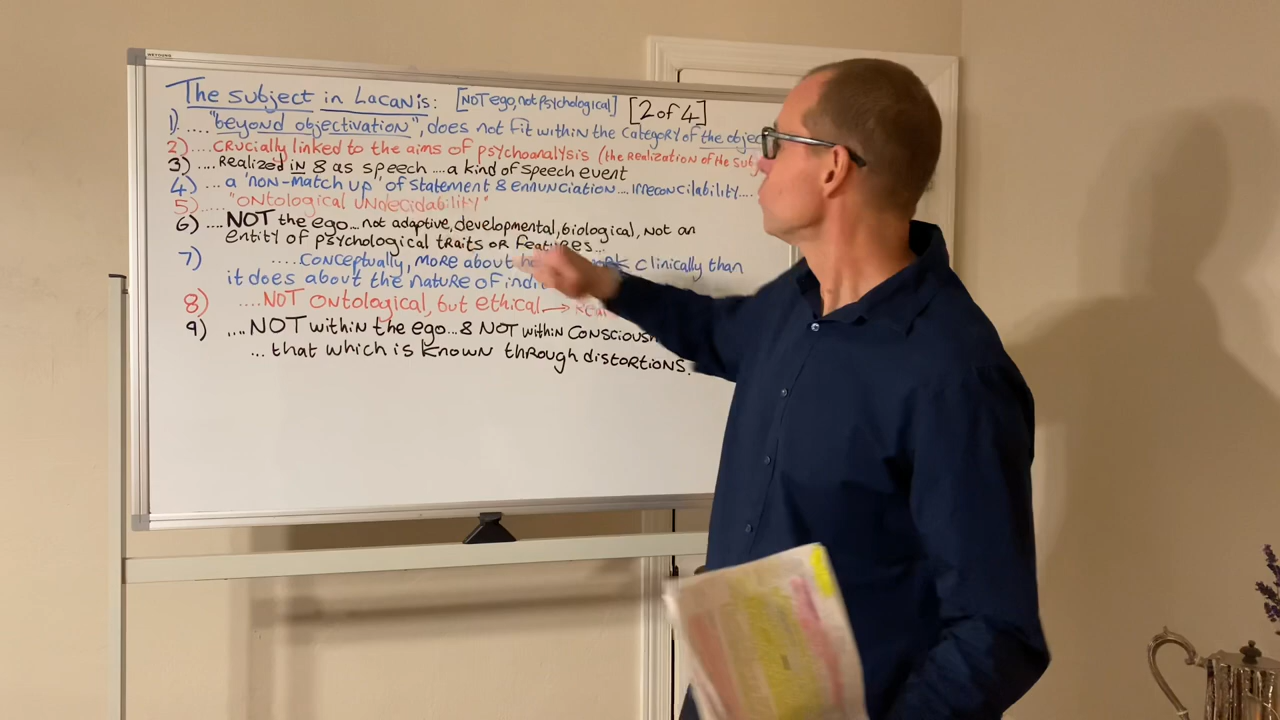 The subject in Lacan is: [NOT ego, not psychological] [2 of 4]
1). .... "beyond objectivation", does not fit within the category of the
2).... crucially linked to the aims of psychoanalysis (the realization of the
3) .... Realized in & as speech .... a kind of speech event
4) ... a 'non-match up' of statement & ennunciation .... irreconcilability ....
5) ..... "ontological undecidability"
6) .... NOT the ego... not adaptive, developmental, biological, not an
entity of psychological traits or features...
7) .... conceptually, more about clinically than
it does about the nature of
8) .... NOT ontological, but ethical →
9) .... NOT within the ego... & NOT within
... that which is known through distortions.